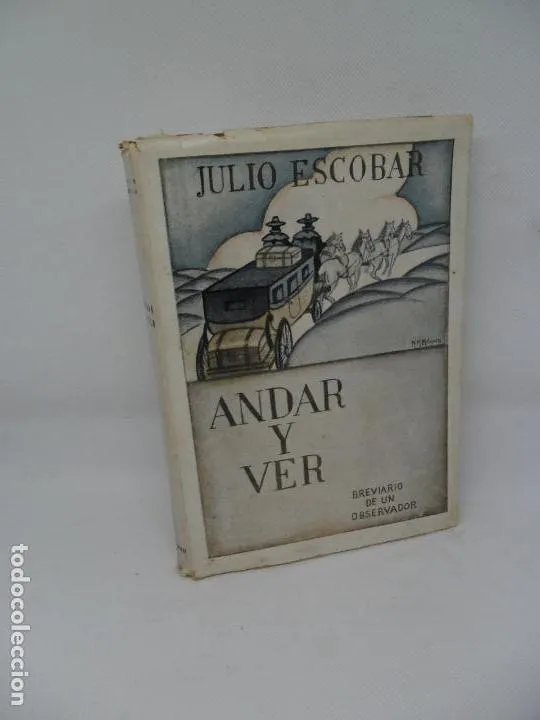 JULIO ESCOBAR
ANDAR
Y
VER
BREVIARIO
DE UN
OBSERVADOR
todocoleccion